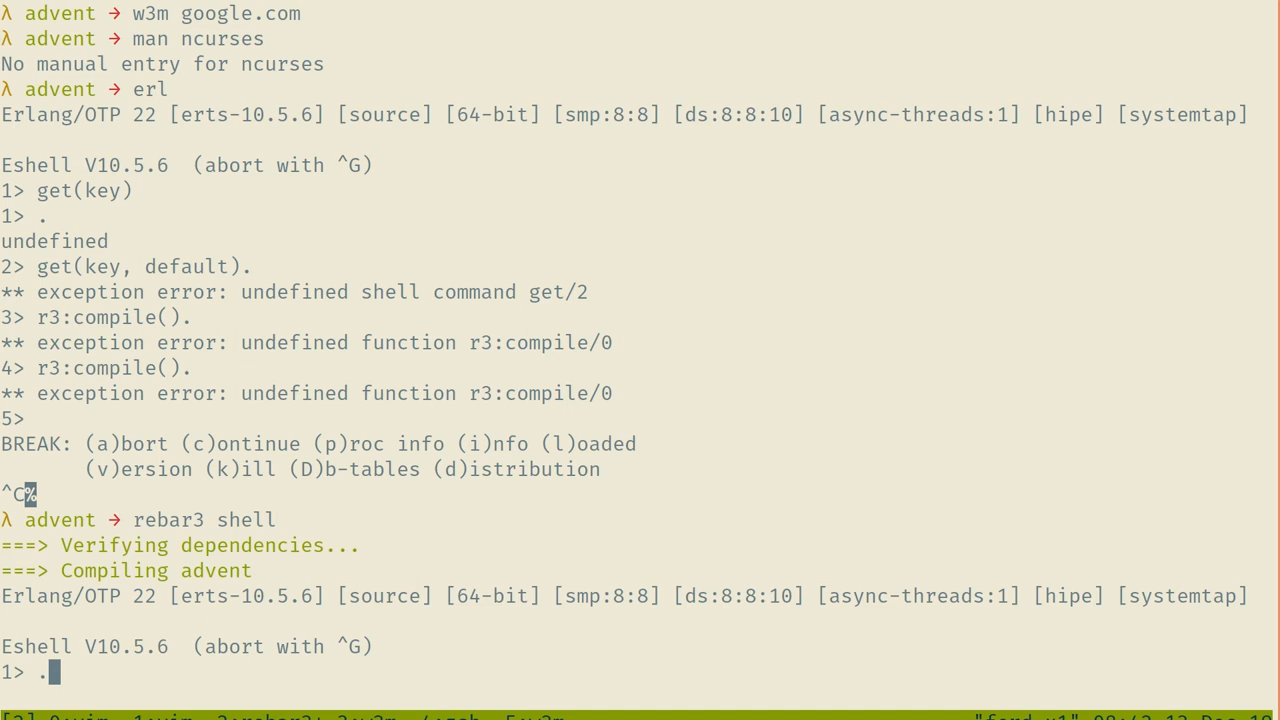 λ advent → w3m google.com
λ advent → man ncurses
No manual entry for ncurses
λ advent → erl
Erlang/OTP 22 [erts-10.5.6] [source] [64-bit] [smp:8:8] [ds:8:8:10] [async-threads:1] [hipe] [systemtap]
Eshell V10.5.6  (abort with ^G)
1> get(key)
1> .
undefined
2> get(key, default).
** exception error: undefined shell command get/2
3> r3:compile().
** exception error: undefined function r3:compile/0
4> r3:compile().
** exception error: undefined function r3:compile/0
5>
BREAK: (a)bort (c)ontinue (p)roc info (i)nfo (l)oaded
       (v)ersion (k)ill (D)b-tables (d)istribution
^C%
λ advent → rebar3 shell
===> Verifying dependencies...
===> Compiling advent
Erlang/OTP 22 [erts-10.5.6] [source] [64-bit] [smp:8:8] [ds:8:8:10] [async-threads:1] [hipe] [systemtap]
Eshell V10.5.6  (abort with ^G)
1> .